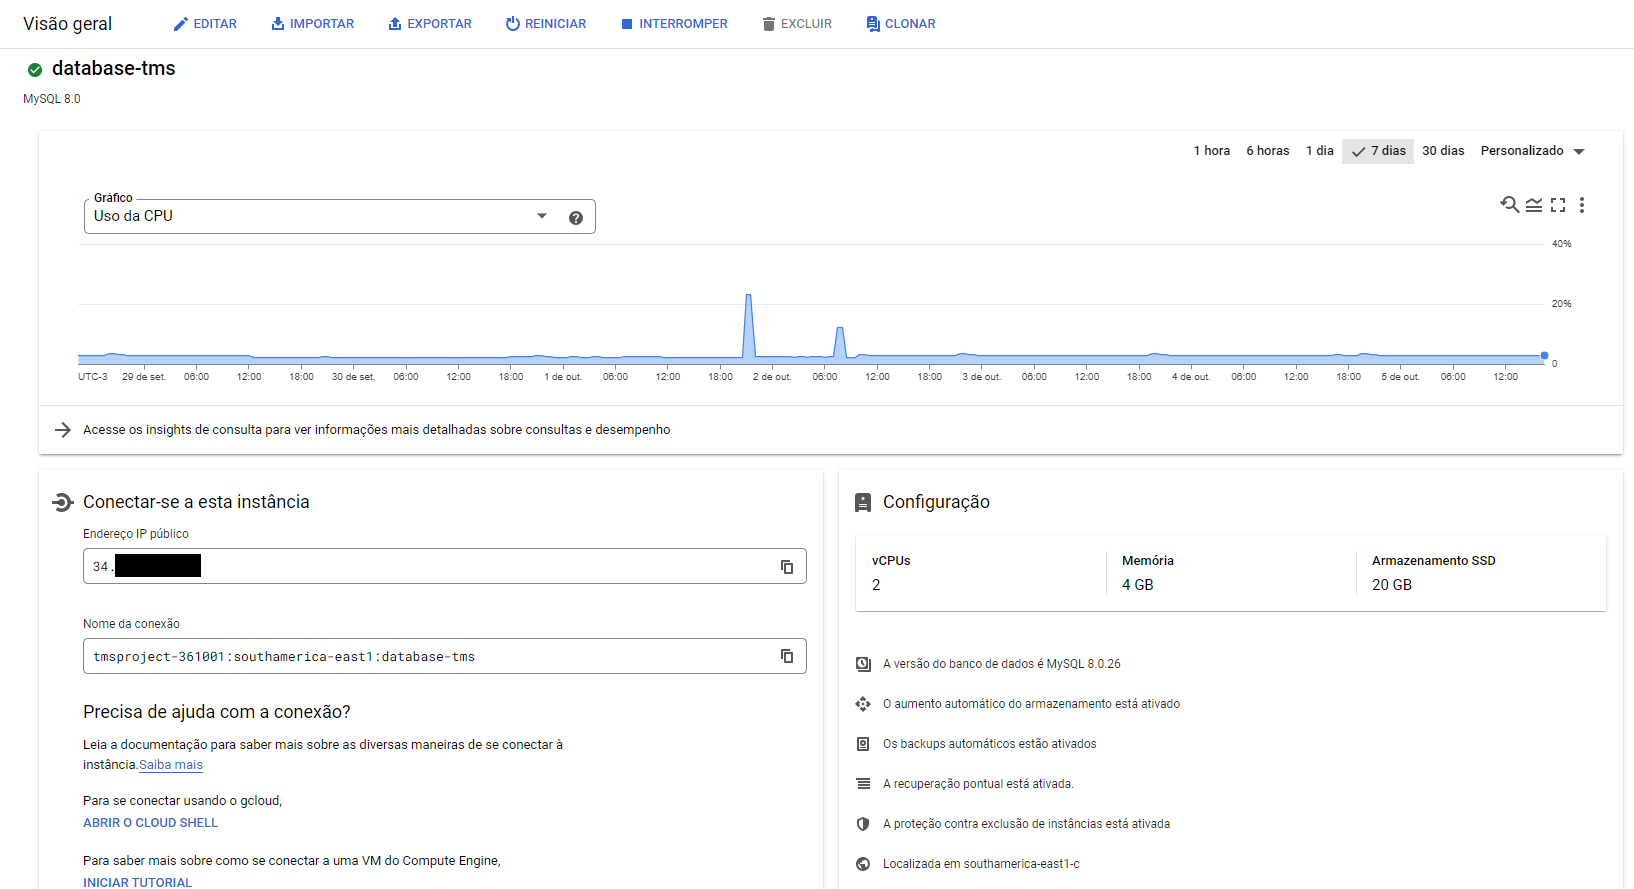 Visão geral
EDITAR
IMPORTAR
EXPORTAR
REINICIAR
INTERROMPER
EXCLUIR
CLONAR
database-tms
MySQL 8.0
1 hora
6 horas
1 dia
7 dias
30 dias
Personalizado
Gráfico
Uso da CPU
40%
20%
0
UTC-3 29 de set. 06:00 12:00 18:00 30 de set. 06:00 12:00 18:00 1 de out. 06:00 12:00 18:00 2 de out. 06:00 12:00 18:00 3 de out. 06:00 12:00 18:00 4 de out. 06:00 12:00 18:00 5 de out. 06:00 12:00
Acesse os insights de consulta para ver informações mais detalhadas sobre consultas e desempenho
Conectar-se a esta instância
Endereço IP público
34.
Nome da conexão
tmsproject-361001:southamerica-east1:database-tms
Precisa de ajuda com a conexão?
Leia a documentação para saber mais sobre as diversas maneiras de se conectar à
instância.Saiba mais
Para se conectar usando o gcloud,
ABRIR O CLOUD SHELL
Para saber mais sobre como se conectar a uma VM do Compute Engine,
INICIAR TUTORIAL
Configuração
vCPUs
2
Memória
4 GB
Armazenamento SSD
20 GB
A versão do banco de dados é MySQL 8.0.26
O aumento automático do armazenamento está ativado
Os backups automáticos estão ativados
A recuperação pontual está ativada.
A proteção contra exclusão de instâncias está ativada
Localizada em southamerica-east1-c